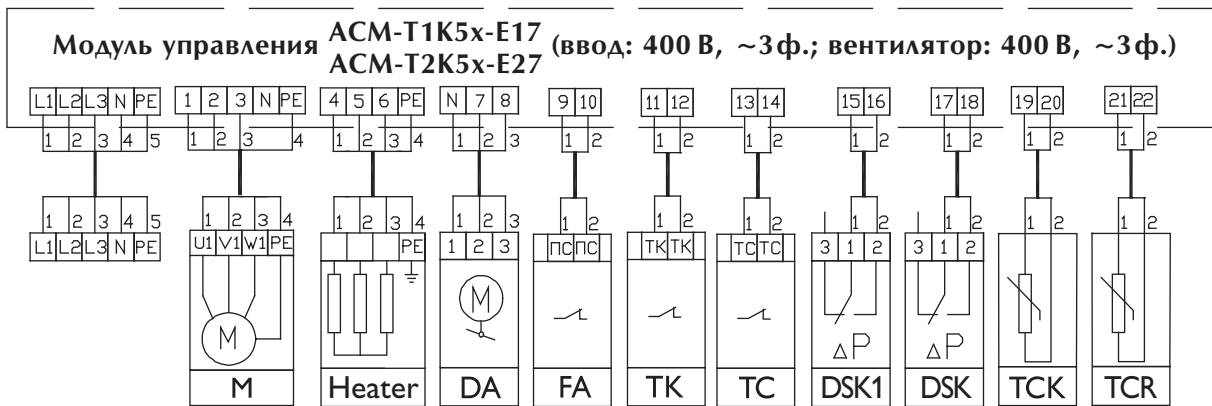 Модуль управления ACM-T1K5x-E17 (ввод: 400 В, ~3ф.; вентилятор: 400 В, ~3ф.)
ACM-T2K5x-E27
L1 L2 L3 N PE 1 2 3 N PE 4 5 6 PE N 7 8 9 10 11 12 13 14 15 16 17 18 19 20 21 22
1 2 3 4 5 1 2 3 4 1 2 3 4 1 2 3 1 2 1 2 1 2 1 2 1 2 1 2 1 2
1 2 3 4 5 1 2 3 4 1 2 3 4 1 2 3 1 2 1 2 1 2 1 2 1 2 1 2 1 2
L1 L2 L3 N PE U1 V1 W1 PE PE 1 2 3 ПС ПС ТК ТК ТС ТС 3 1 2 3 1 2
M M ΔP ΔP
M Heater DA FA TK TC DSK1 DSK TCK TCR